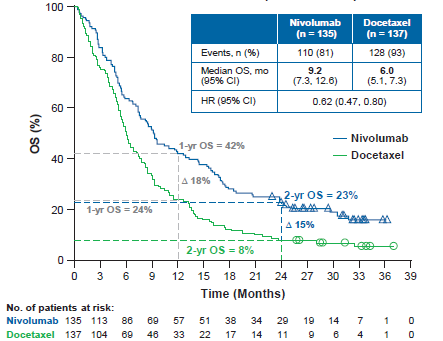 Nivolumab (n = 135) Docetaxel (n = 137)
Events, n (%) 110 (81) 128 (93)
Median OS, mo (95% CI) 9.2 (7.3, 12.6) 6.0 (5.1, 7.3)
HR (95% CI) 0.62 (0.47, 0.80)
OS (%)
100
80
60
40
20
0
Nivolumab
Docetaxel
1-yr OS = 42%
Δ 18%
1-yr OS = 24%
2-yr OS = 23%
Δ 15%
2-yr OS = 8%
0 3 6 9 12 15 18 21 24 27 30 33 36 39
Time (Months)
No. of patients at risk:
Nivolumab 135 113 86 69 57 51 38 34 29 19 14 7 1 0
Docetaxel 137 104 69 46 33 22 17 14 11 9 6 4 1 0